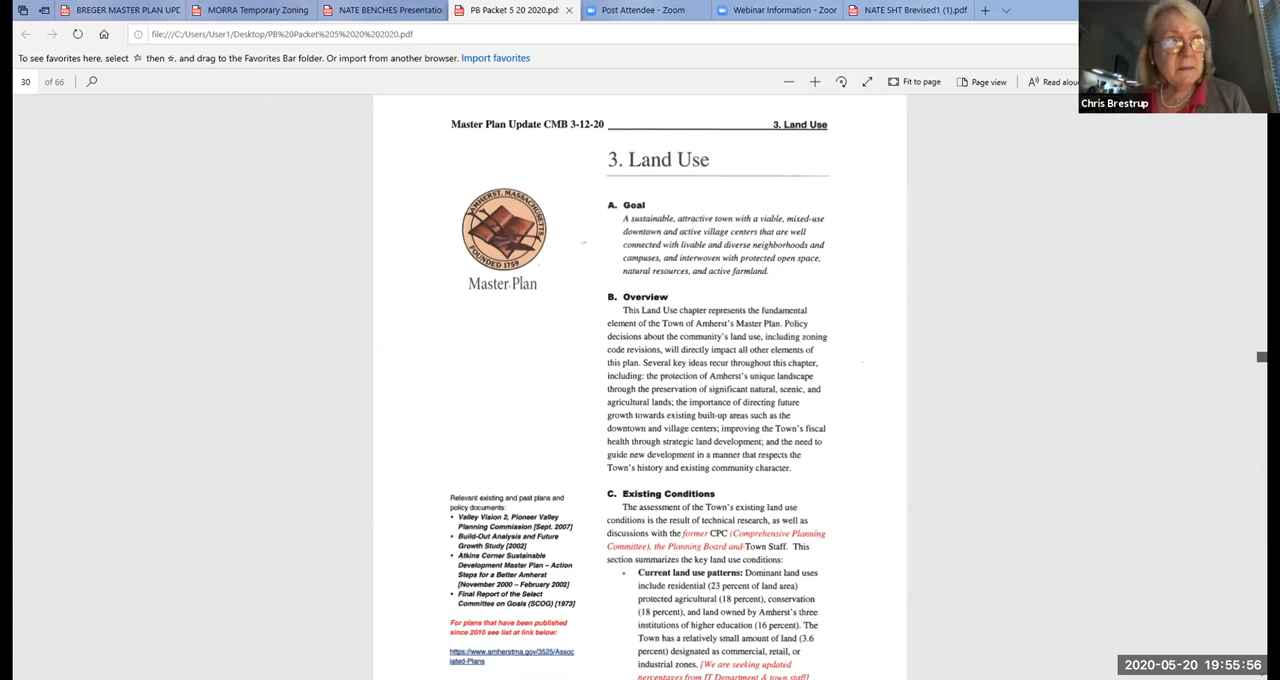 BREGER MASTER PLAN UPD
MORRA Temporary Zoning
NATE BENCHES Presentatio
PB Packet 5 20 2020.pdf
Post Attendee - Zoom
Webinar Information - Zoom
NATE SHT Brevised1(.pdf
file:///C:/Users/User1/Desktop/PB%20Packet%205%2020%202020.pdf
To see favorites here, select ☆ then ☆, and drag to the Favorites Bar folder. Or import from another browser. Import favorites
30 of 66
Fit to page
Page view
Read alou
Chris Brestrup
Master Plan Update CMB 3-12-20
3. Land Use
3. Land Use
AMHERST, MASSACHUSETTS
FOUNDED 1759
Master Plan
A. Goal
A sustainable, attractive town with a viable, mixed-use
downtown and active village centers that are well
connected with livable and diverse neighborhoods and
campuses, and interwoven with protected open space,
natural resources, and active farmland.
B. Overview
This Land Use chapter represents the fundamental
element of the Town of Amherst's Master Plan. Policy
decisions about the community's land use, including zoning
code revisions, will directly impact all other elements of
this plan. Several key ideas recur throughout this chapter,
including: the protection of Amherst's unique landscape
through the preservation of significant natural, scenic, and
agricultural lands; the importance of directing future
growth towards existing built-up areas such as the
downtown and village centers; improving the Town's fiscal
health through strategic land development; and the need to
guide new development in a manner that respects the
Town's history and existing community character.
Relevant existing and past plans and
policy documents:
• Valley Vision 2, Pioneer Valley
Planning Commission [Sept. 2007]
• Build-Out Analysis and Future
Growth Study [2002]
• Atkins Corner Sustainable
Development Master Plan – Action
Steps for a Better Amherst
[November 2000 – February 2002]
• Final Report of the Select
Committee on Goals (SCOG) [1973]
For plans that have been published
since 2010 see list at link below:
https://www.amherstma.gov/3525/Assoc
iated-Plans
C. Existing Conditions
The assessment of the Town's existing land use
conditions is the result of technical research, as well as
discussions with the former CPC (Comprehensive Planning
Committee), the Planning Board and Town Staff. This
section summarizes the key land use conditions:
• Current land use patterns: Dominant land uses
include residential (23 percent of land area)
protected agricultural (18 percent), conservation
(18 percent), and land owned by Amherst's three
institutions of higher education (16 percent). The
Town has a relatively small amount of land (3.6
percent) designated as commercial, retail, or
industrial zones. [We are seeking updated
percentages from IT Department & town staff]
2020-05-20 19:55:56